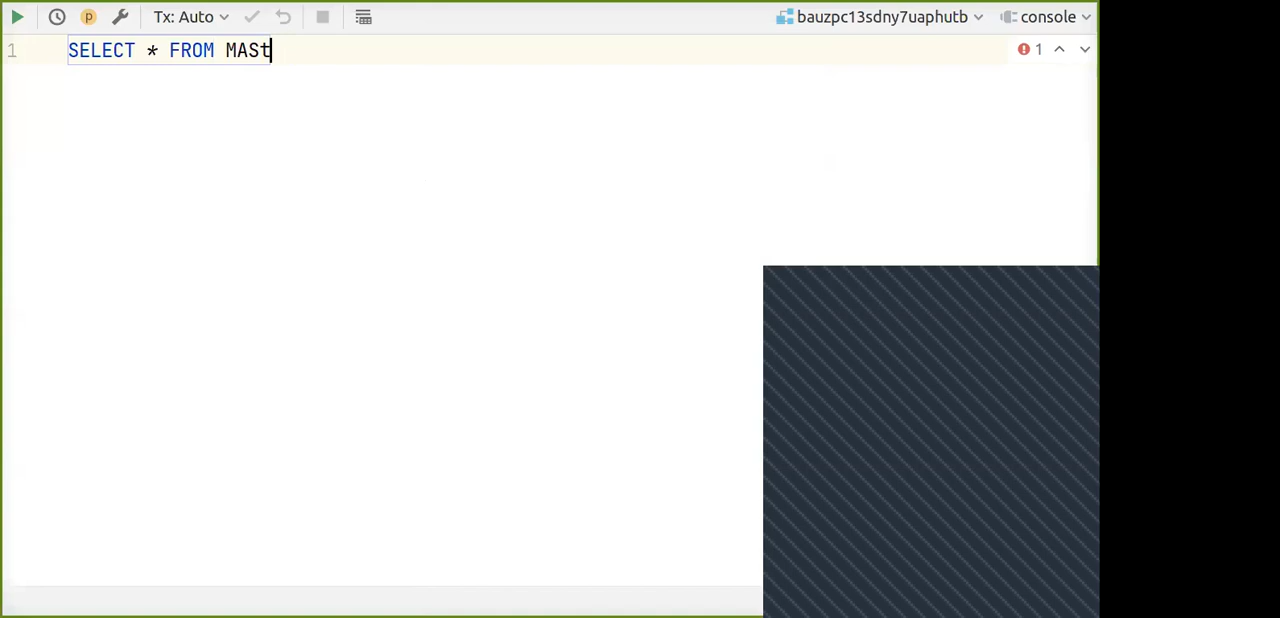 p Tx: Auto bauzpc13sdny7uaphutb console
1 SELECT * FROM MASt 1